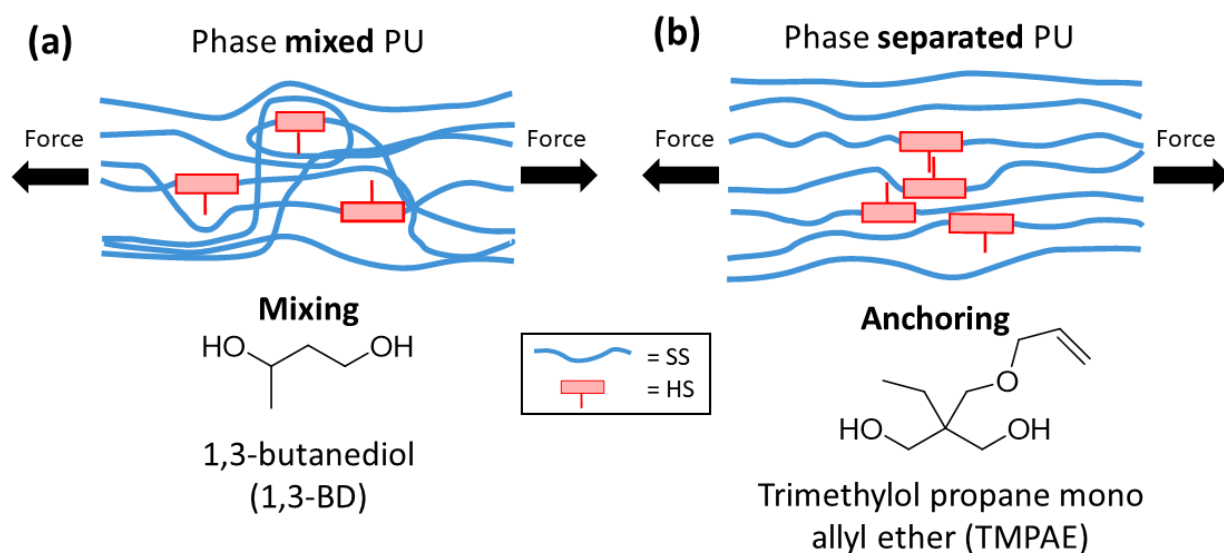 (a)
Phase mixed PU
Force
Force
Mixing
HO
OH
1,3-butanediol
(1,3-BD)
= SS
= HS
(b)
Phase separated PU
Force
Force
Anchoring
O
HO
OH
Trimethylol propane mono
allyl ether (TMPAE)